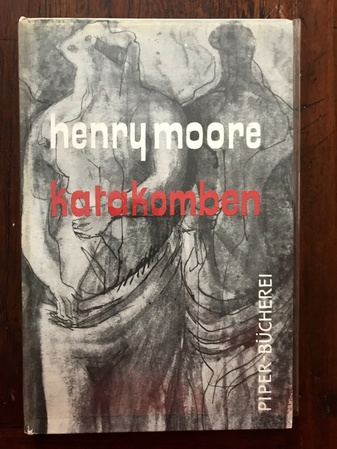 henry moore
katakomben
PIPER-BÜCHEREI